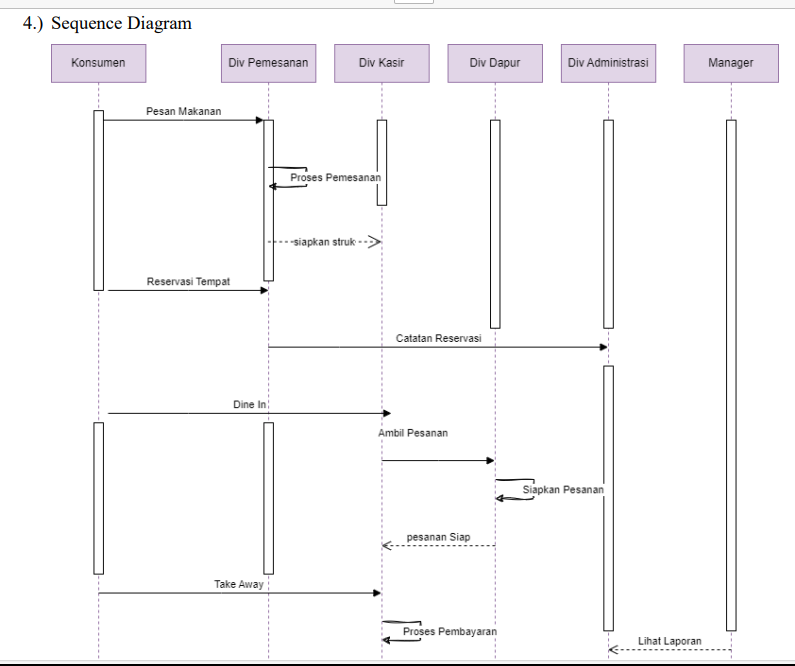 4.) Sequence Diagram
Konsumen
Div Pemesanan
Div Kasir
Div Dapur
Div Administrasi
Manager
Pesan Makanan
Proses Pemesanan
siapkan struk
Reservasi Tempat
Catatan Reservasi
Dine In
Ambil Pesanan
Siapkan Pesanan
pesanan Siap
Take Away
Proses Pembayaran
Lihat Laporan